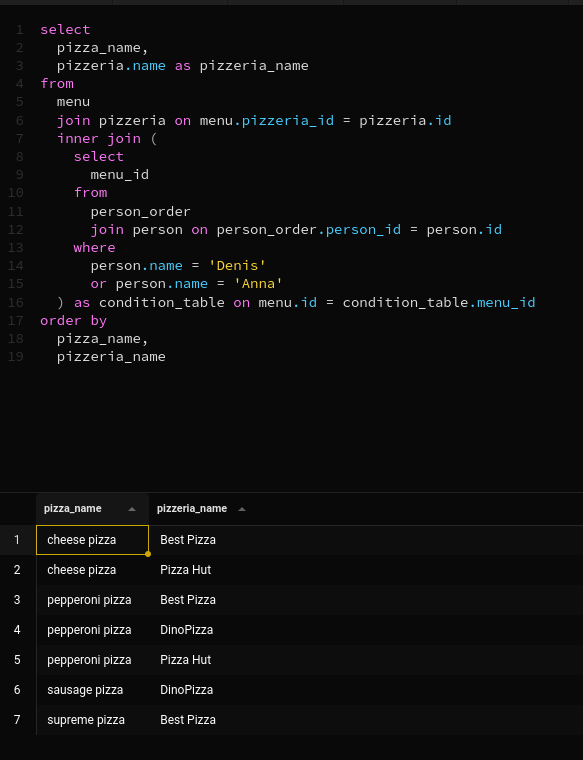 1 select
2 pizza_name,
3 pizzeria.name as pizzeria_name
4 from
5 menu
6 join pizzeria on menu.pizzeria_id = pizzeria.id
7 inner join (
8 select
9 menu_id
10 from
11 person_order
12 join person on person_order.person_id = person.id
13 where
14 person.name = 'Denis'
15 or person.name = 'Anna'
16 ) as condition_table on menu.id = condition_table.menu_id
17 order by
18 pizza_name,
19 pizzeria_name
pizza_name pizzeria_name
1 cheese pizza Best Pizza
2 cheese pizza Pizza Hut
3 pepperoni pizza Best Pizza
4 pepperoni pizza DinoPizza
5 pepperoni pizza Pizza Hut
6 sausage pizza DinoPizza
7 supreme pizza Best Pizza